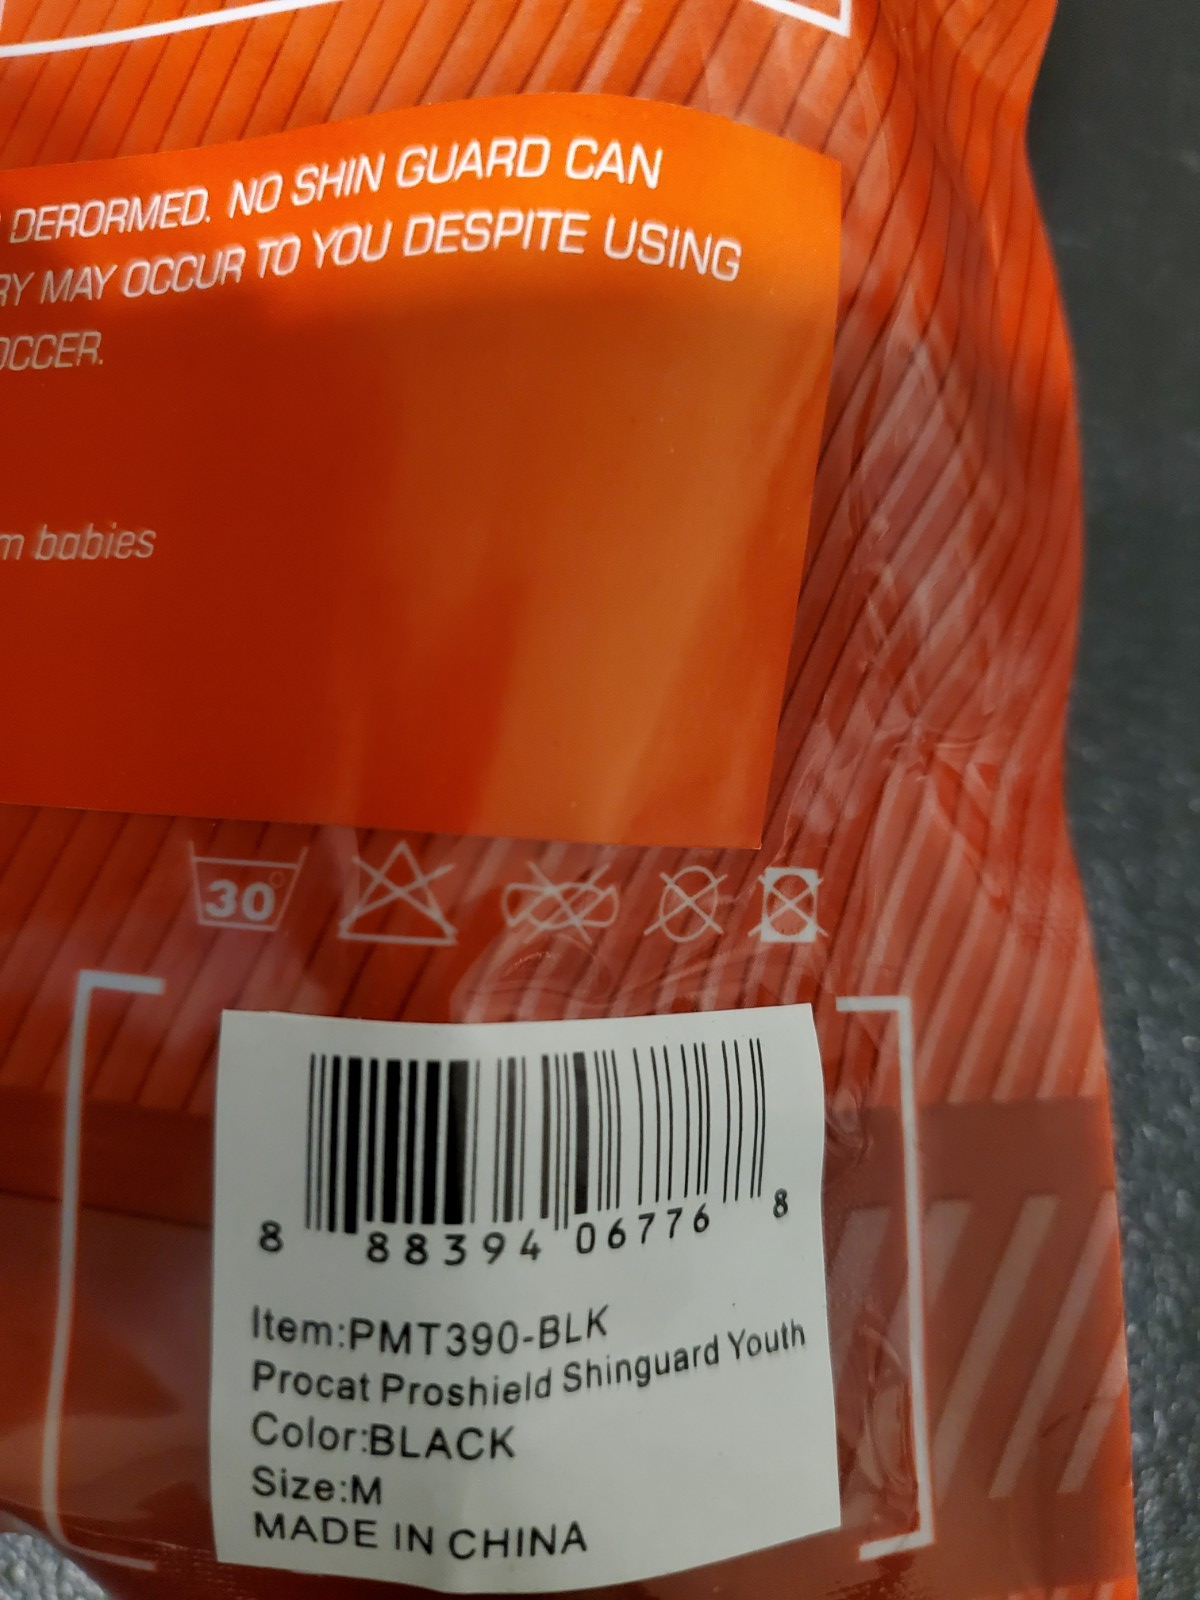 DERORMED. NO SHIN GUARD CAN
RY MAY OCCUR TO YOU DESPITE USING
OCCER.
m babies
30°
8 88394 06776 8
Item:PMT390-BLK
Procat Proshield Shinguard Youth
Color:BLACK
Size:M
MADE IN CHINA